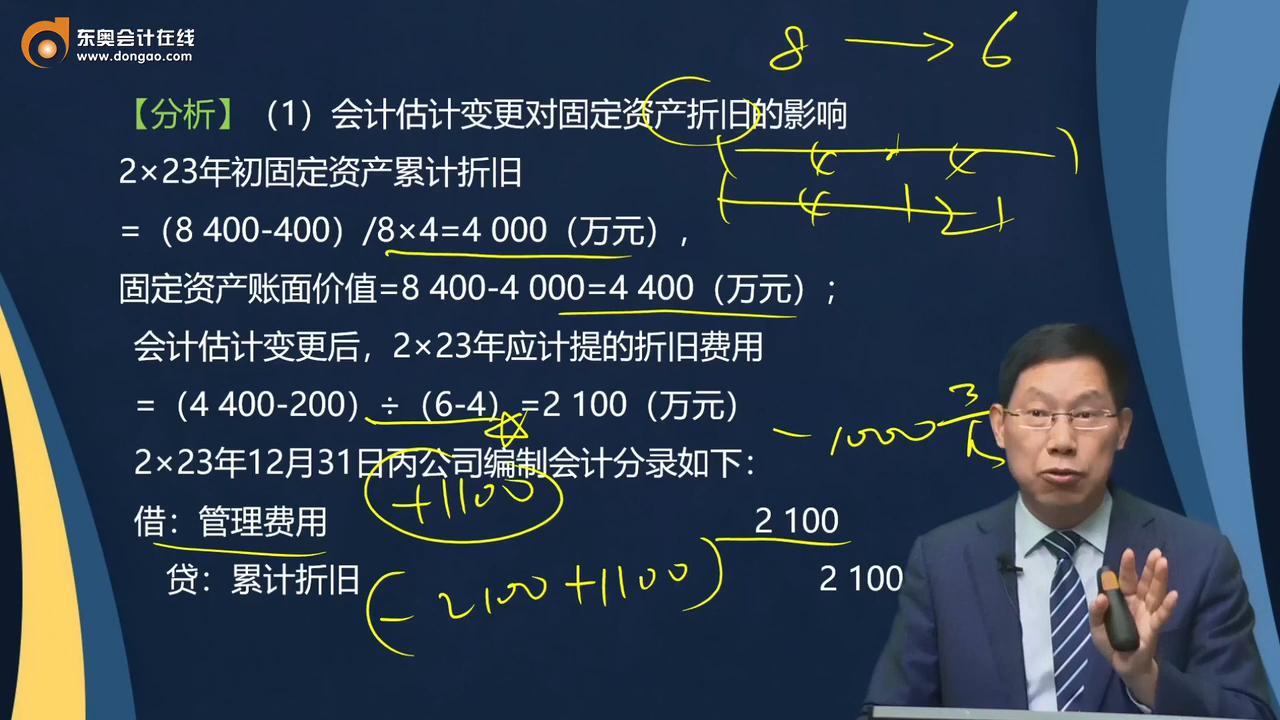 东奥会计在线
www.dongao.com
8 → 6
【分析】（1）会计估计变更对固定资产折旧的影响
2×23年初固定资产累计折旧
=（8 400-400）/8×4=4 000（万元），
4 4
4 2
固定资产账面价值=8 400-4 000=4 400（万元）；
会计估计变更后，2×23年应计提的折旧费用
=（4 400-200）÷（6-4）=2 100（万元）
- 1000
2×23年12月31日丙公司编制会计分录如下：
+1100
借：管理费用 2 100
贷：累计折旧 2 100
(- 2100 +1100)